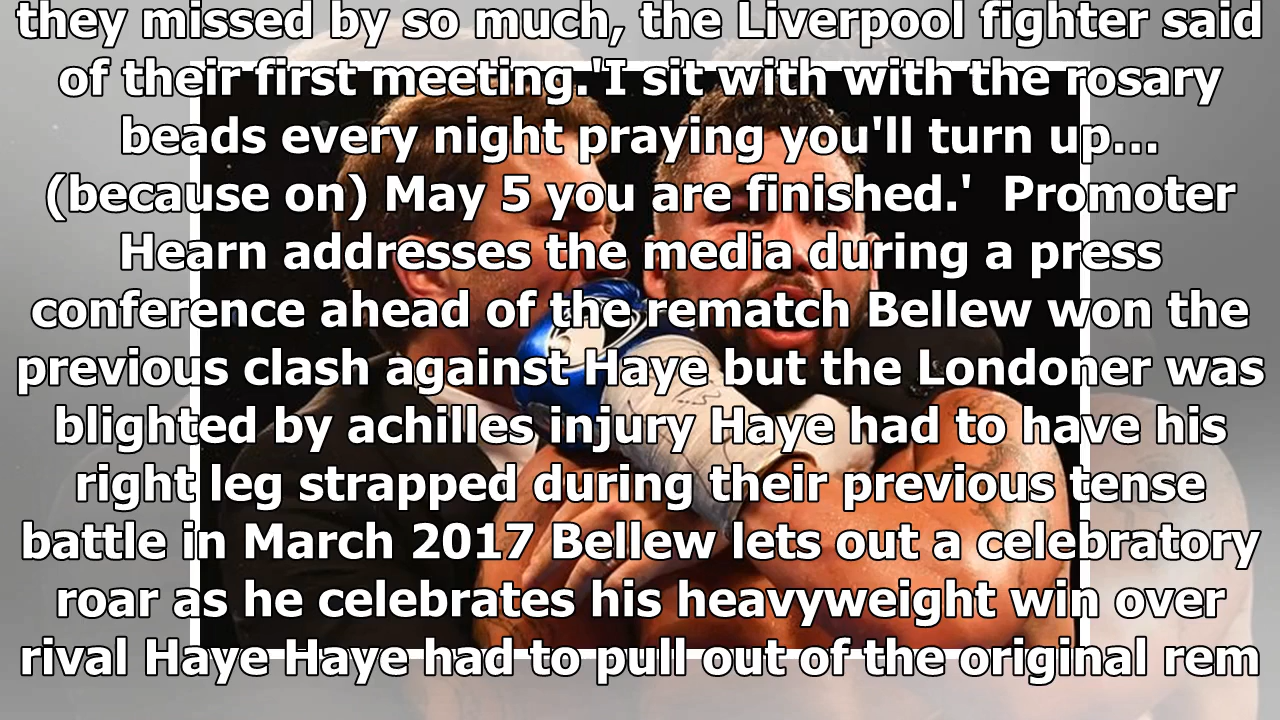 they missed by so much, the Liverpool fighter said
of their first meeting.'I sit with with the rosary
beads every night praying you'll turn up...
(because on) May 5 you are finished.'  Promoter
Hearn addresses the media during a press
conference ahead of the rematch Bellew won the
previous clash against Haye but the Londoner was
blighted by achilles injury Haye had to have his
right leg strapped during their previous tense
battle in March 2017 Bellew lets out a celebratory
roar as he celebrates his heavyweight win over
rival Haye Haye had to pull out of the original rem